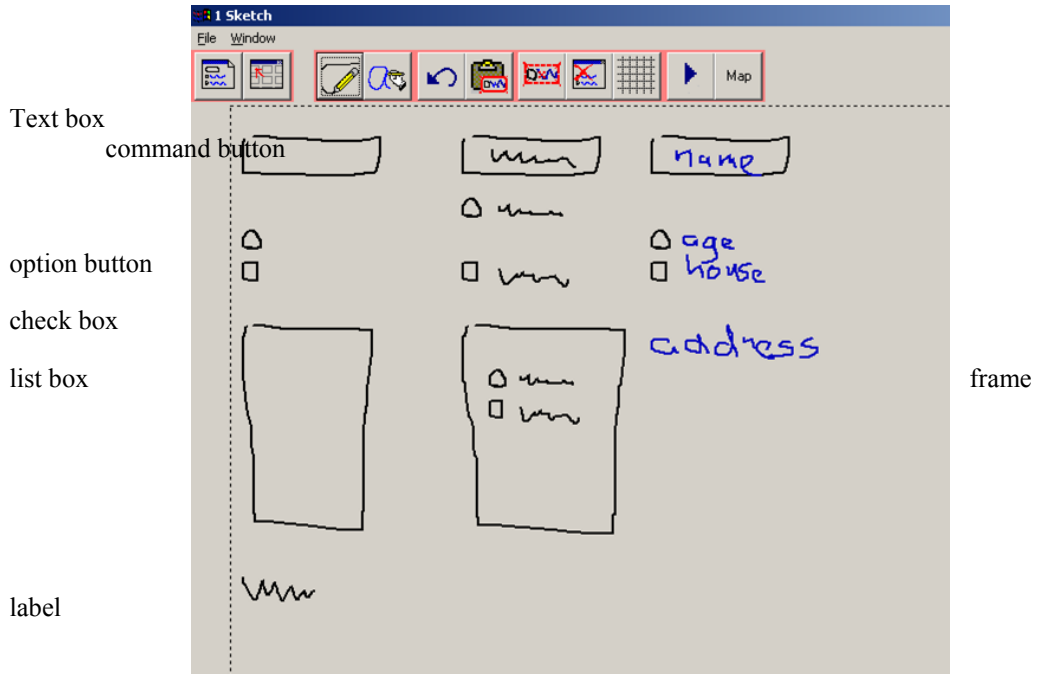 1 Sketch
File Window
Map
Text box
command button
name
age
option button
house
check box
address
list box
frame
label